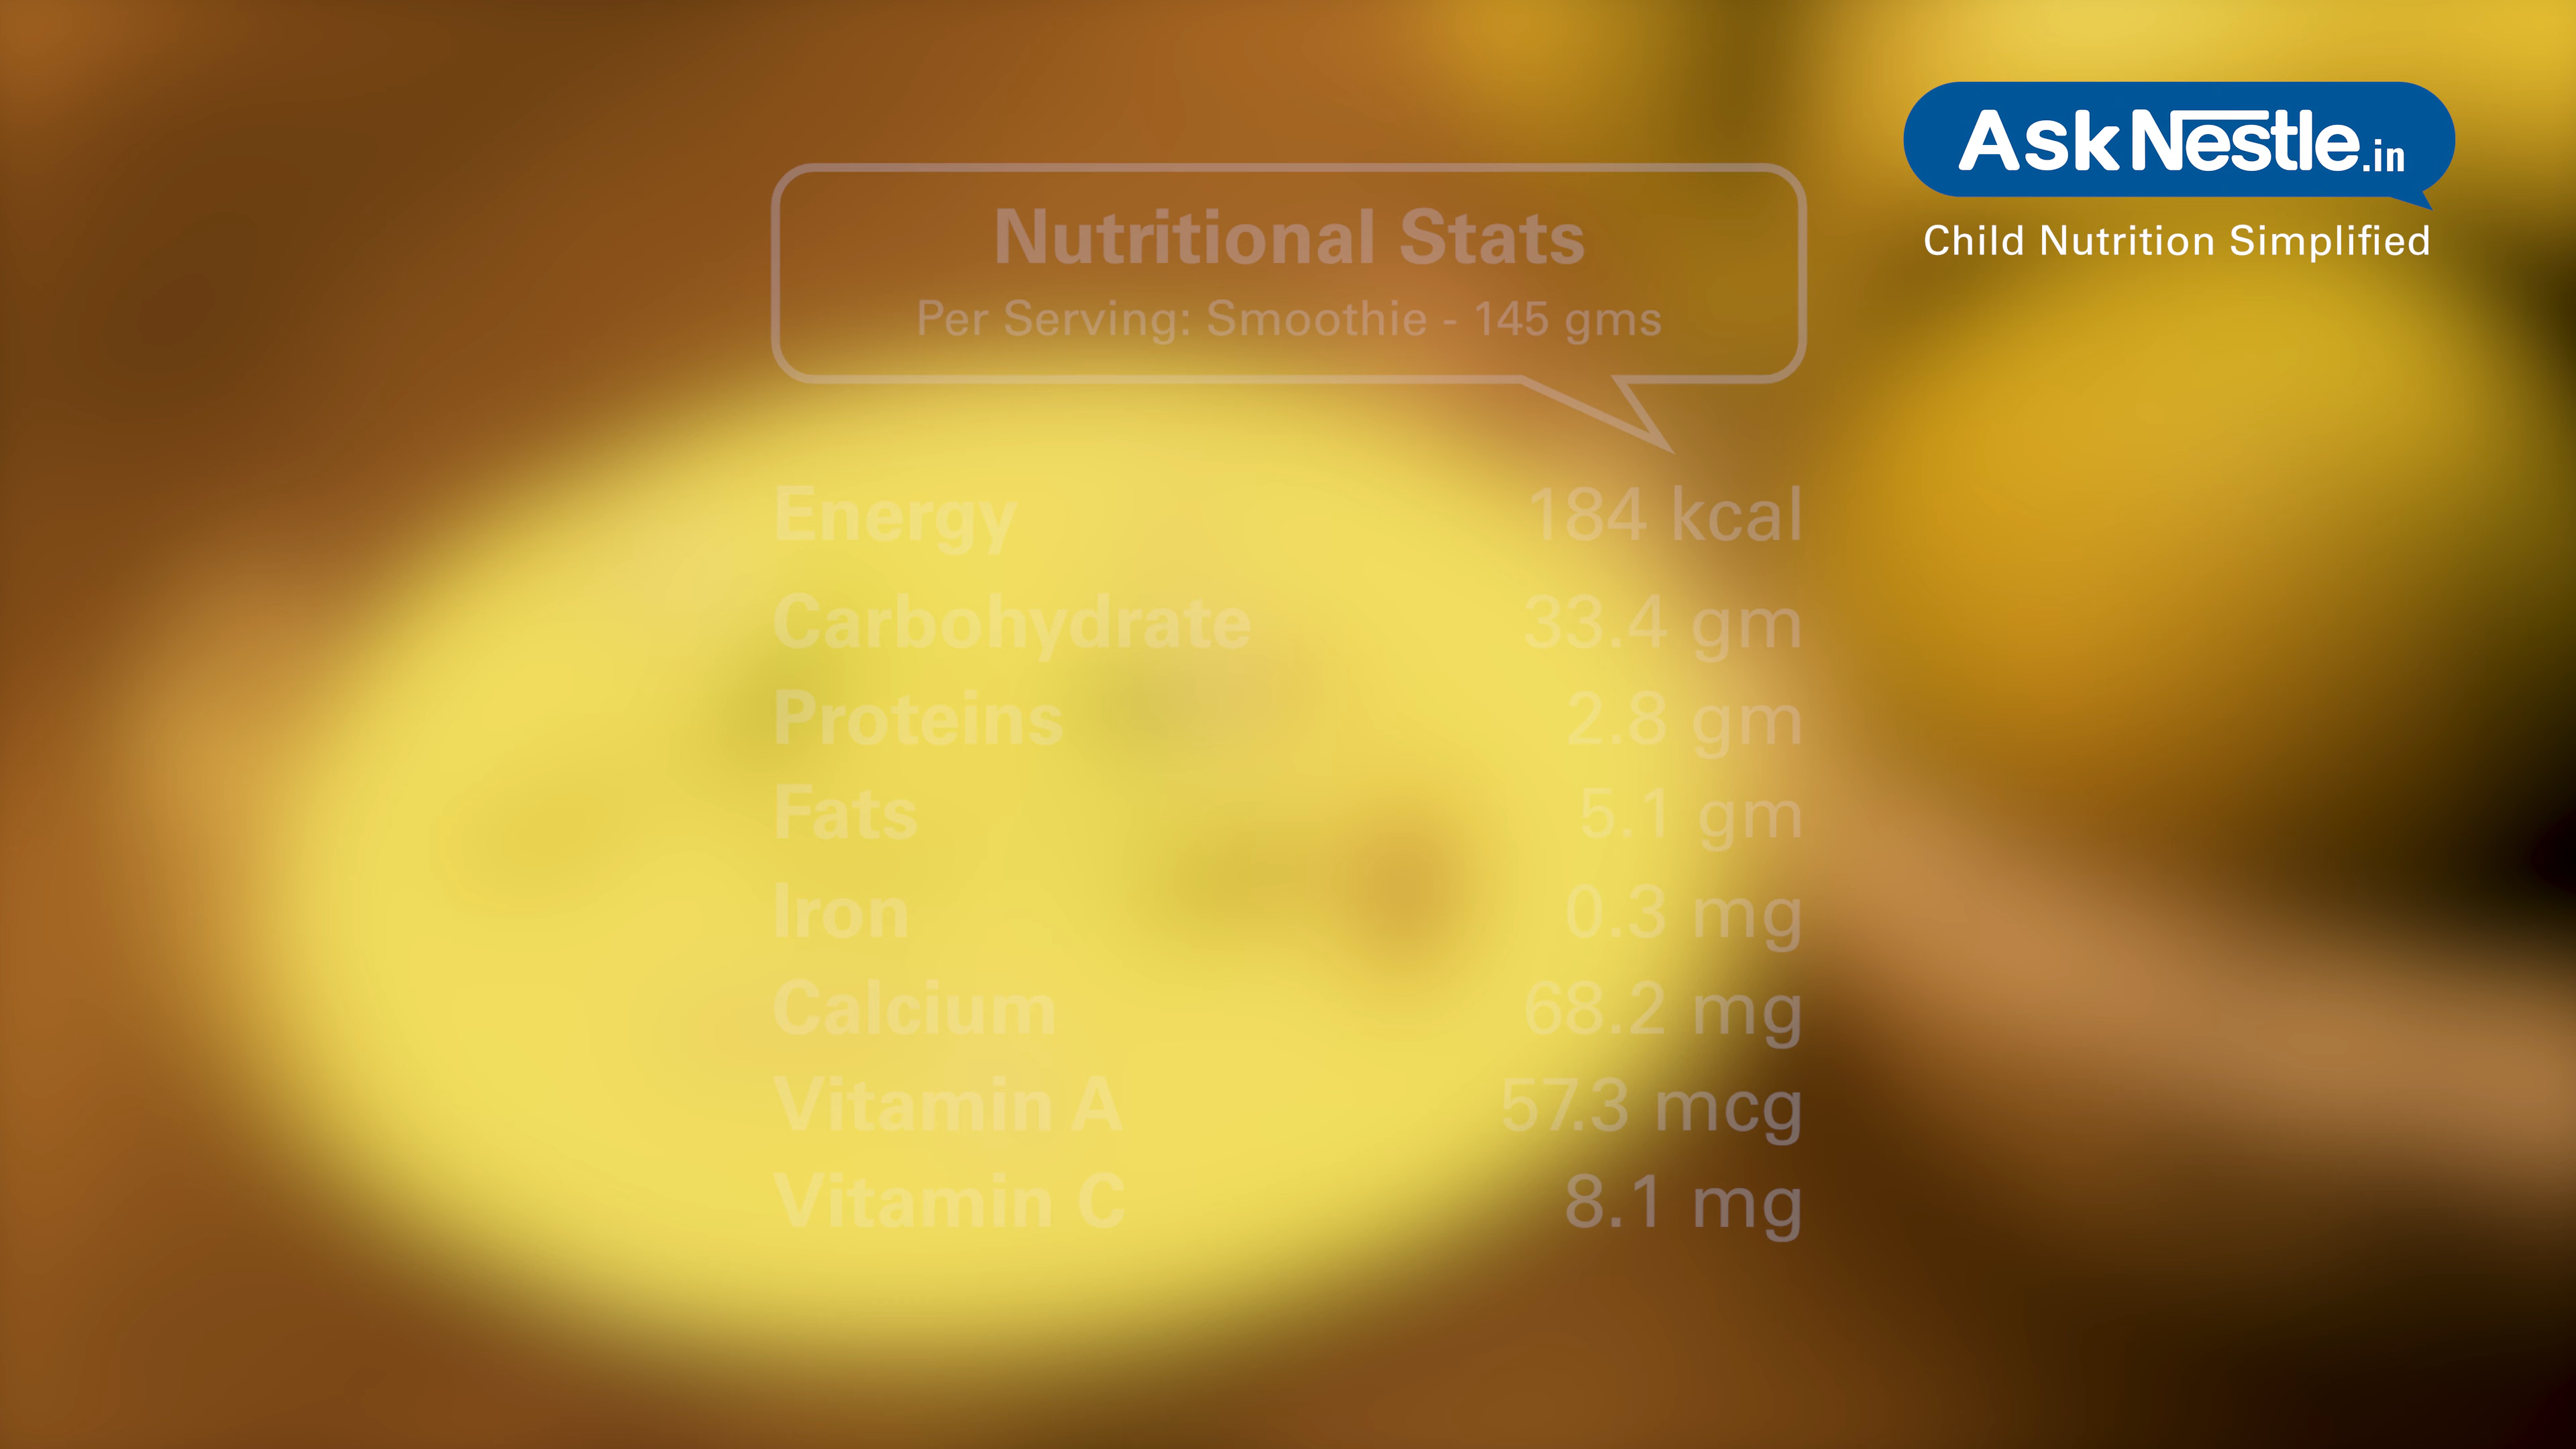 AskNestle.in
Child Nutrition Simplified
Nutritional Stats
Per Serving: Smoothie - 145 gms
Energy 184 kcal
Carbohydrate 33.4 gm
Proteins 2.8 gm
Fats 5.1 gm
Iron 0.3 mg
Calcium 68.2 mg
Vitamin A 57.3 mcg
Vitamin C 8.1 mg